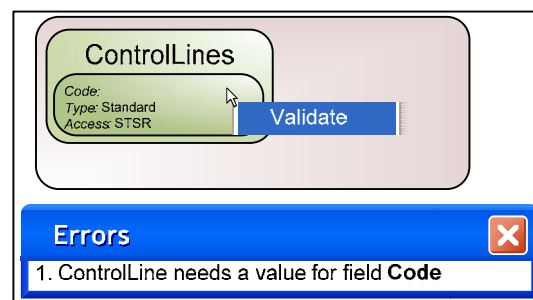 ControlLines
Code:
Type: Standard
Access: STSR
Validate
Errors
1. ControlLine needs a value for field Code